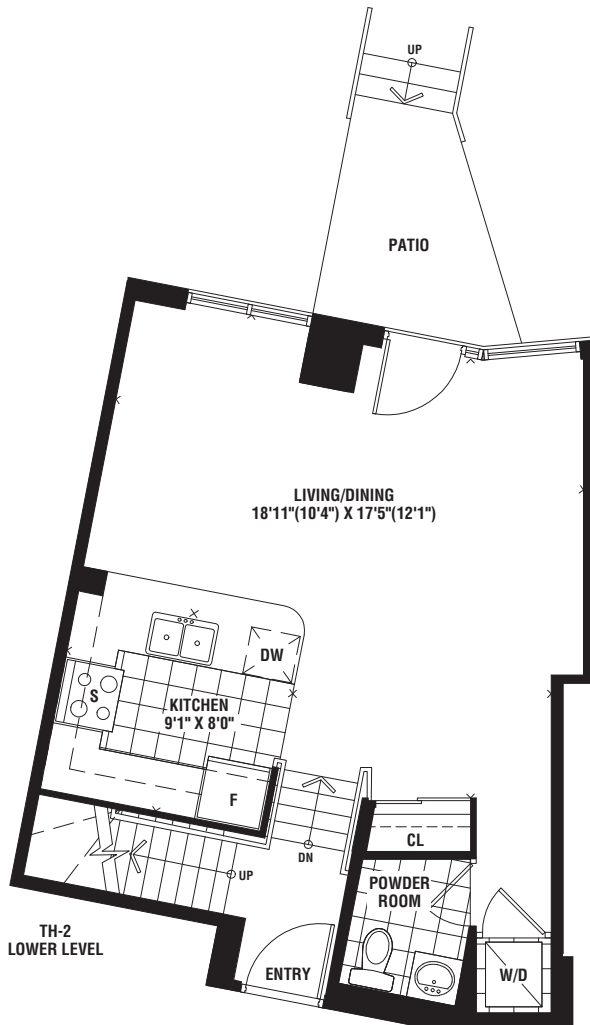 UP
PATIO
LIVING/DINING
18'11"(10'4") X 17'5"(12'1")
DW
S
KITCHEN
9'1" X 8'0"
F
CL
DN
UP
POWDER
ROOM
TH-2
LOWER LEVEL
ENTRY
W/D